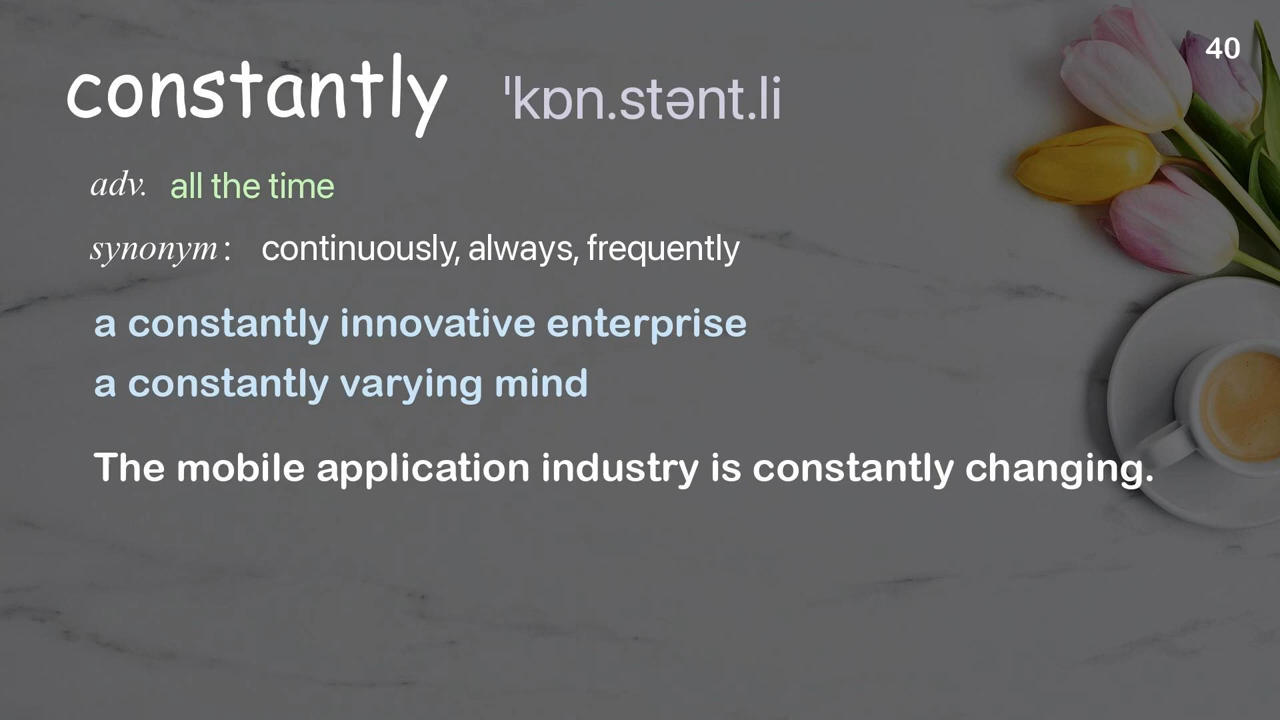 40
constantly ˈkɒn.stənt.li
adv. all the time
synonym: continuously, always, frequently
a constantly innovative enterprise
a constantly varying mind
The mobile application industry is constantly changing.